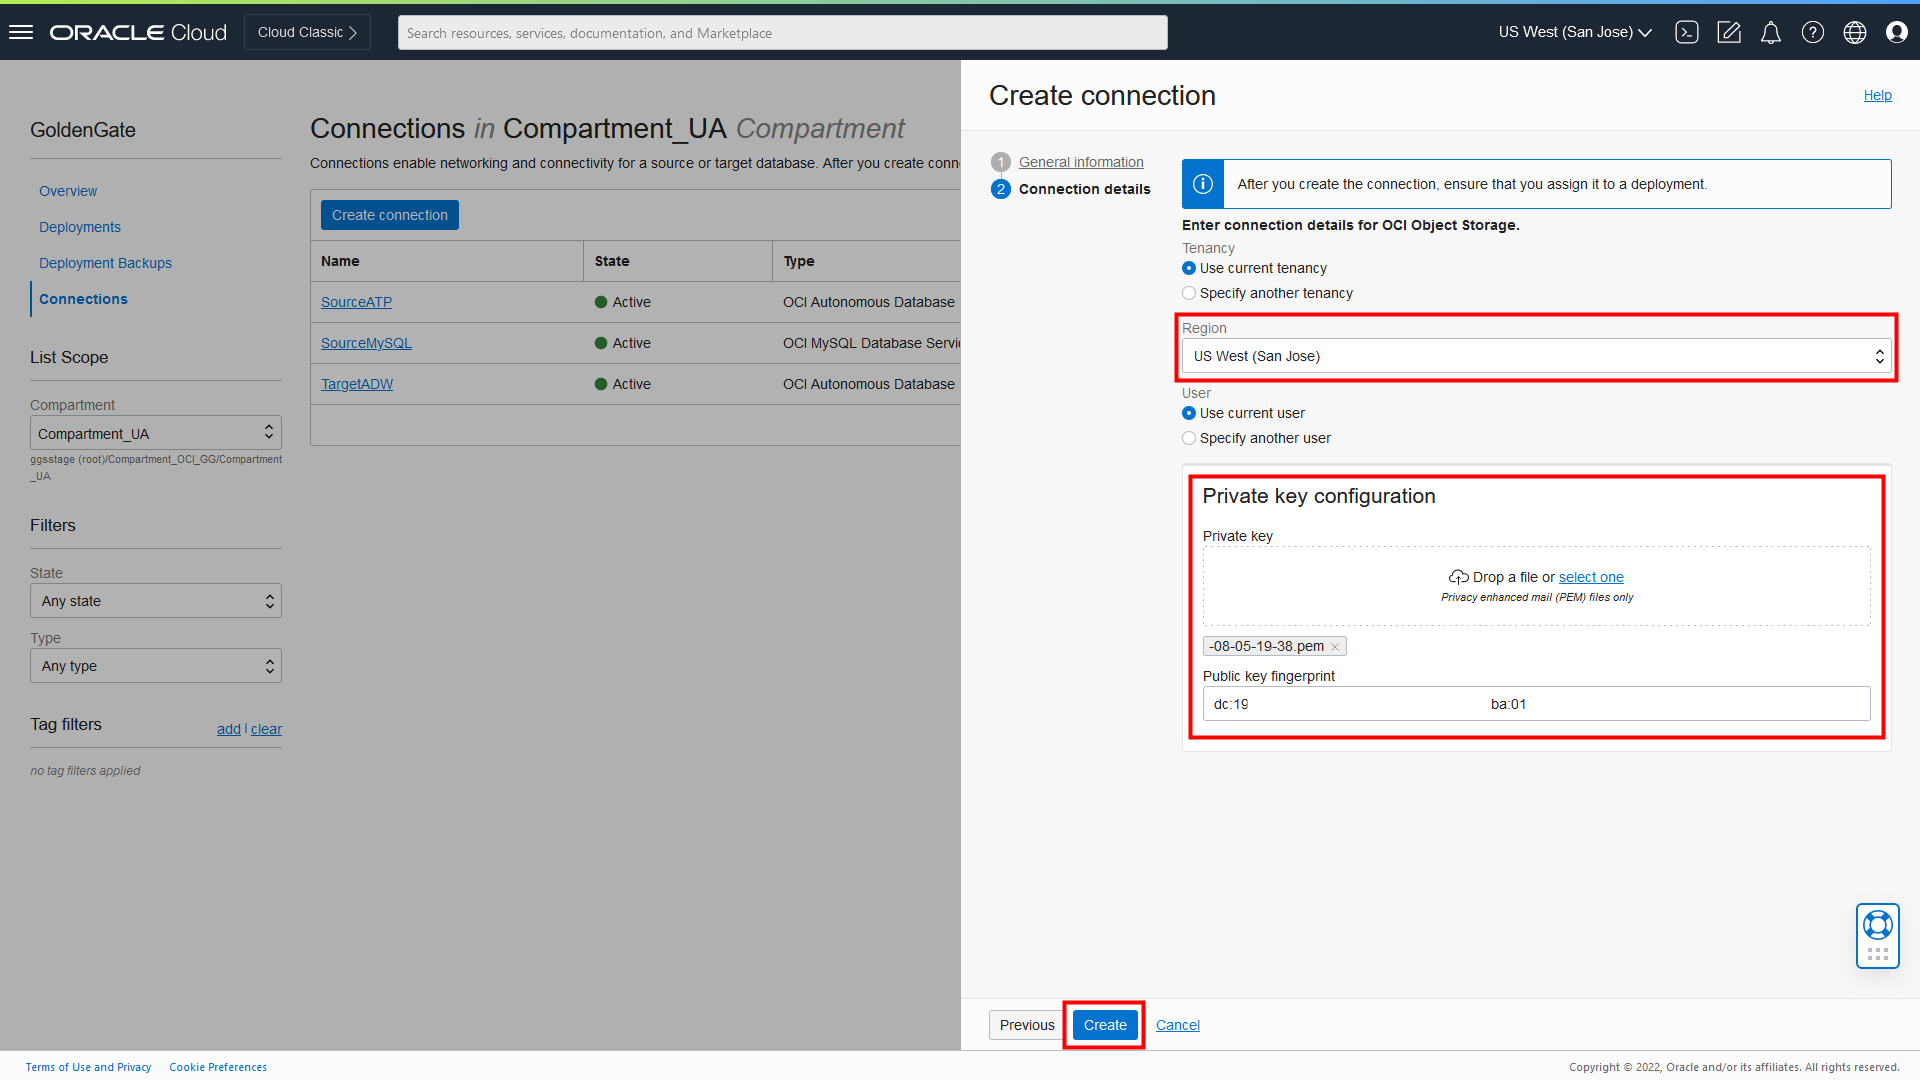 ORACLE Cloud
Cloud Classic
Search resources, services, documentation, and Marketplace
US West (San Jose)
GoldenGate
Overview
Deployments
Deployment Backups
Connections
List Scope
Compartment
Compartment_UA
ggsstage (root)/Compartment_OCI_GG/Compartment
_UA
Filters
State
Any state
Type
Any type
Tag filters
add | clear
no tag filters applied
Connections in Compartment_UA Compartment
Connections enable networking and connectivity for a source or target database. After you create conn
Create connection
Name State Type
SourceATP Active OCI Autonomous Database
SourceMySQL Active OCI MySQL Database Servi
TargetADW Active OCI Autonomous Database
Create connection
Help
1 General information
2 Connection details
After you create the connection, ensure that you assign it to a deployment.
Enter connection details for OCI Object Storage.
Tenancy
Use current tenancy
Specify another tenancy
Region
US West (San Jose)
User
Use current user
Specify another user
Private key configuration
Private key
Drop a file or select one
Privacy enhanced mail (PEM) files only
-08-05-19-38.pem ×
Public key fingerprint
dc:19 ba:01
Previous
Create
Cancel
Terms of Use and Privacy
Cookie Preferences
Copyright © 2022, Oracle and/or its affiliates. All rights reserved.